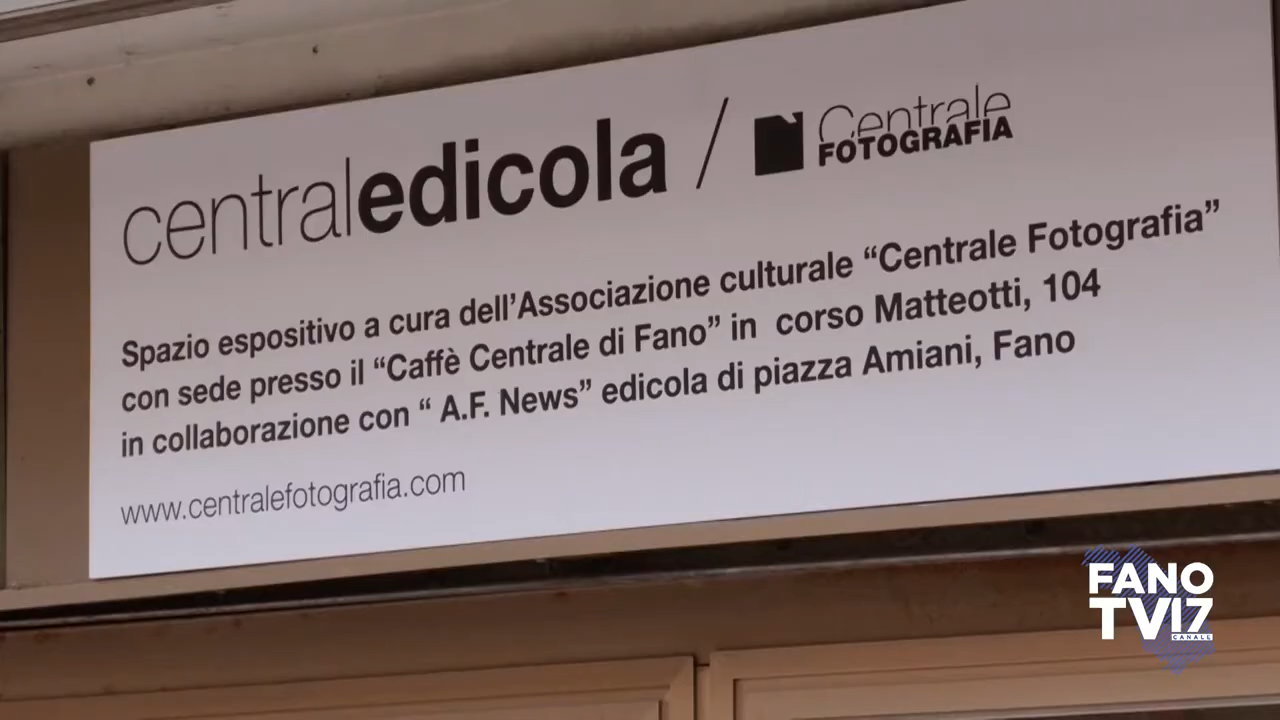 centraledicola / Centrale
FOTOGRAFIA
Spazio espositivo a cura dell’Associazione culturale “Centrale Fotografia”
con sede presso il “Caffè Centrale di Fano” in corso Matteotti, 104
in collaborazione con “ A.F. News” edicola di piazza Amiani, Fano
www.centralefotografia.com
FANO
TV17
CANALE